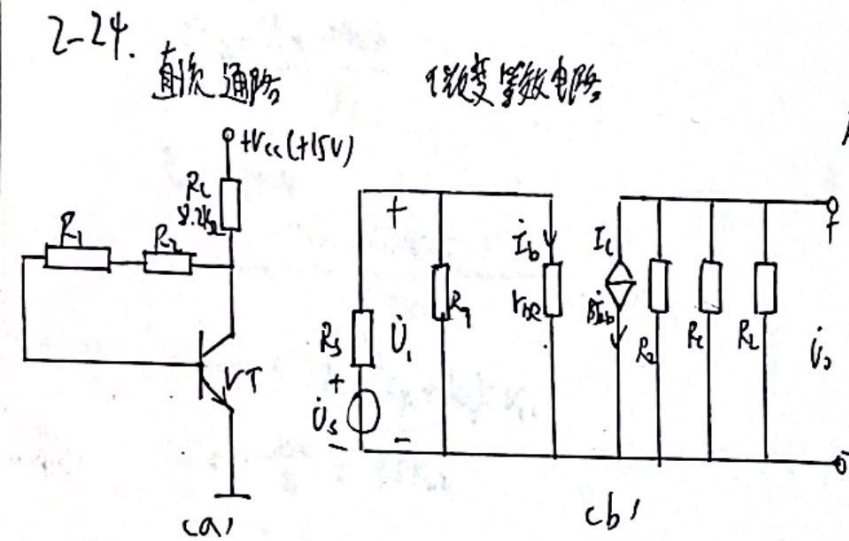 2-24.
直流通路
微变等效电路
+Vcc(+15V)
Rc
R1
R2
VT
(a)
+
Rs
U̇s
+
-
U̇1
-
R1
İb
rbe
Ic
βİb
R2
Rc
RL
+
U̇o
-
(b)